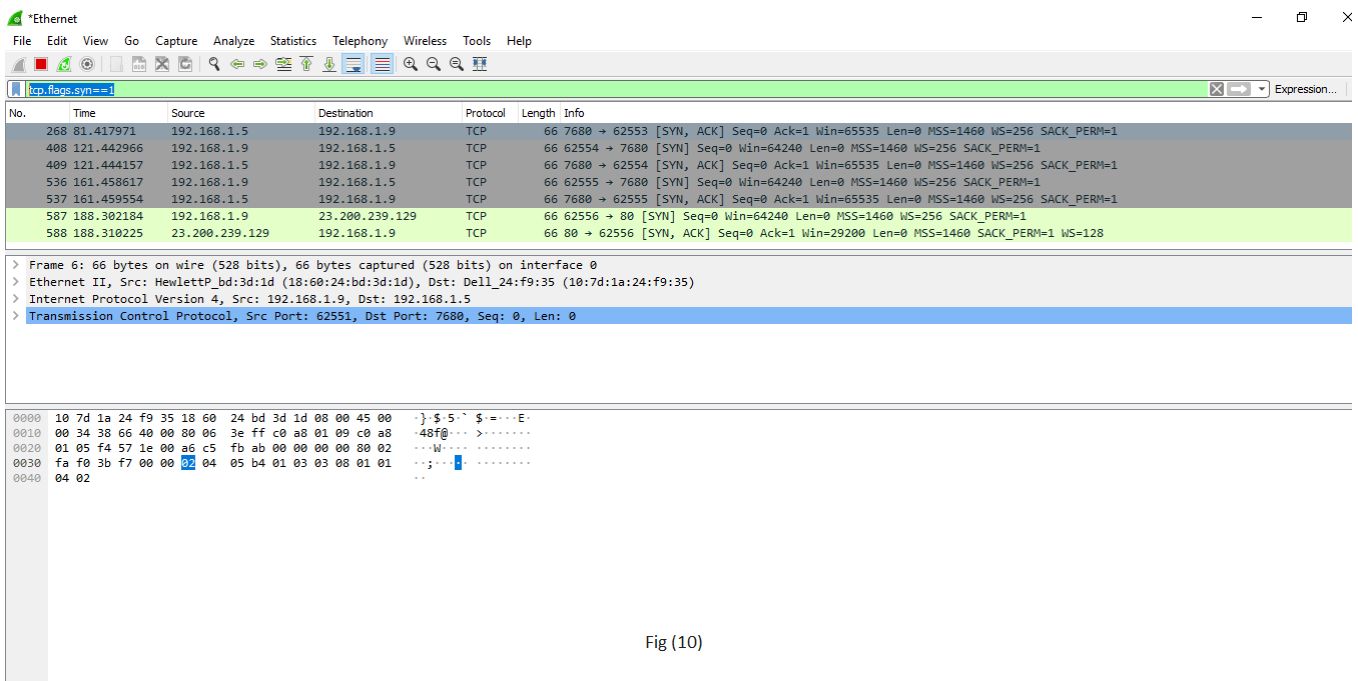 *Ethernet
File Edit View Go Capture Analyze Statistics Telephony Wireless Tools Help
tcp.flags.syn==1 Expression...
No. Time Source Destination Protocol Length Info
268 81.417971 192.168.1.5 192.168.1.9 TCP 66 7680 → 62553 [SYN, ACK] Seq=0 Ack=1 Win=65535 Len=0 MSS=1460 WS=256 SACK_PERM=1
408 121.442966 192.168.1.9 192.168.1.5 TCP 66 62554 → 7680 [SYN] Seq=0 Win=64240 Len=0 MSS=1460 WS=256 SACK_PERM=1
409 121.444157 192.168.1.5 192.168.1.9 TCP 66 7680 → 62554 [SYN, ACK] Seq=0 Ack=1 Win=65535 Len=0 MSS=1460 WS=256 SACK_PERM=1
536 161.458617 192.168.1.9 192.168.1.5 TCP 66 62555 → 7680 [SYN] Seq=0 Win=64240 Len=0 MSS=1460 WS=256 SACK_PERM=1
537 161.459554 192.168.1.5 192.168.1.9 TCP 66 7680 → 62555 [SYN, ACK] Seq=0 Ack=1 Win=65535 Len=0 MSS=1460 WS=256 SACK_PERM=1
587 188.302184 192.168.1.9 23.200.239.129 TCP 66 62556 → 80 [SYN] Seq=0 Win=64240 Len=0 MSS=1460 WS=256 SACK_PERM=1
588 188.310225 23.200.239.129 192.168.1.9 TCP 66 80 → 62556 [SYN, ACK] Seq=0 Ack=1 Win=29200 Len=0 MSS=1460 SACK_PERM=1 WS=128
> Frame 6: 66 bytes on wire (528 bits), 66 bytes captured (528 bits) on interface 0
> Ethernet II, Src: HewlettP_bd:3d:1d (18:60:24:bd:3d:1d), Dst: Dell_24:f9:35 (10:7d:1a:24:f9:35)
> Internet Protocol Version 4, Src: 192.168.1.9, Dst: 192.168.1.5
> Transmission Control Protocol, Src Port: 62551, Dst Port: 7680, Seq: 0, Len: 0
0000 10 7d 1a 24 f9 35 18 60 24 bd 3d 1d 08 00 45 00 ·}·$·5·` $·=···E·
0010 00 34 38 66 40 00 80 06 3e ff c0 a8 01 09 c0 a8 ·48f@··· >·······
0020 01 05 f4 57 1e 00 a6 c5 fb ab 00 00 00 00 80 02 ···W···· ········
0030 fa f0 3b f7 00 00 02 04 05 b4 01 03 03 08 01 01 ··;····· ········
0040 04 02 ··
Fig (10)